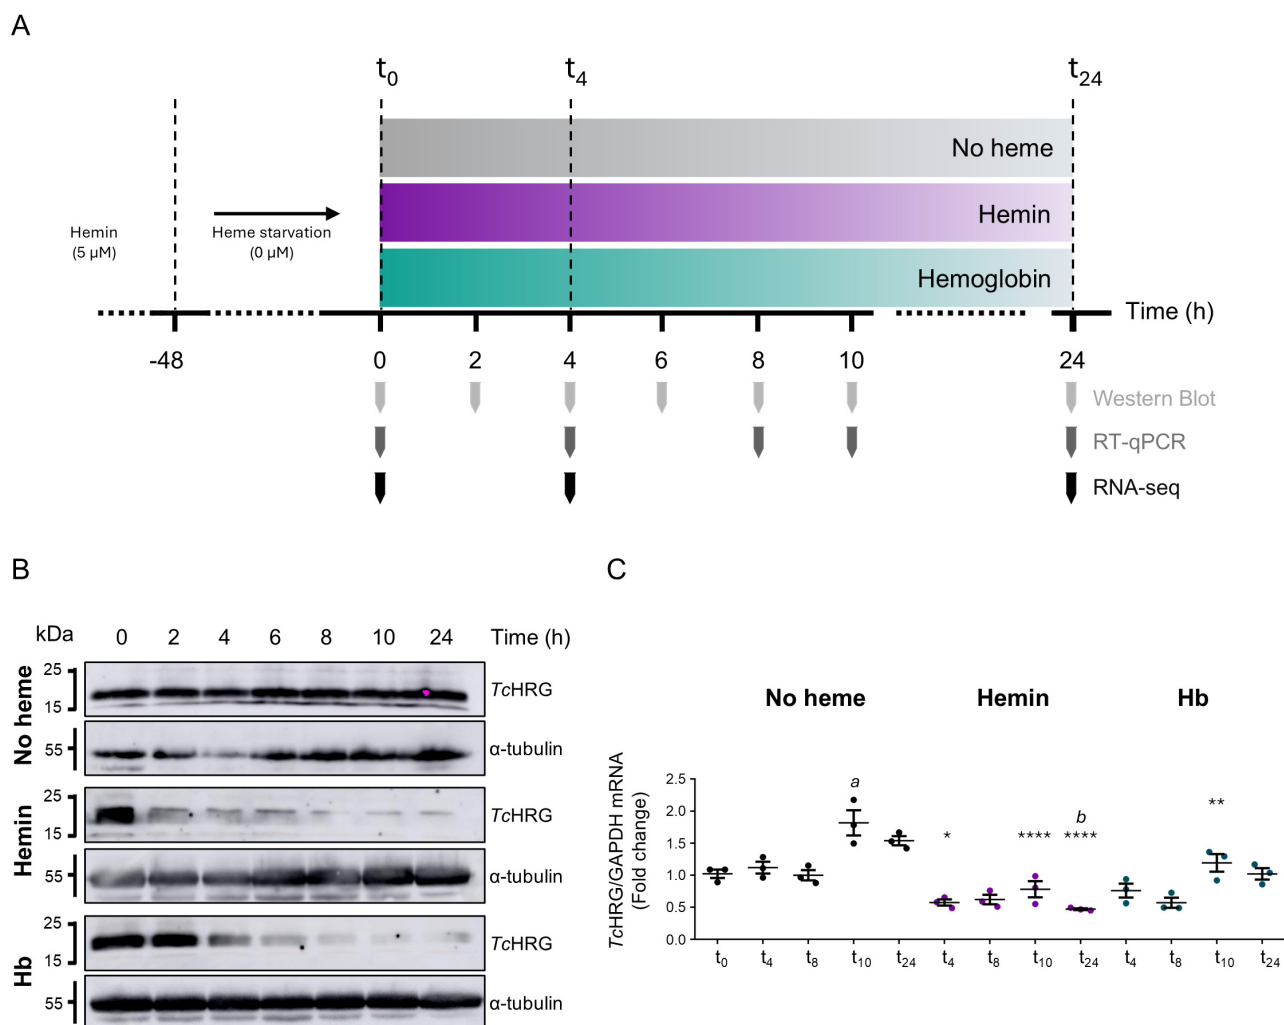 A
t0 t4 t24
No heme
Hemin
Hemoglobin
Hemin
(5 µM)
Heme starvation
(0 µM)
Time (h)
-48 0 2 4 6 8 10 24
Western Blot
RT-qPCR
RNA-seq
B
kDa 0 2 4 6 8 10 24 Time (h)
No heme
25
15
TcHRG
55
α-tubulin
Hemin
25
15
TcHRG
55
α-tubulin
Hb
25
15
TcHRG
55
α-tubulin
C
No heme Hemin Hb
TcHRG/GAPDH mRNA
(Fold change)
2.5
2.0
1.5
1.0
0.5
0.0
a
*
****
b
****
**
t0 t4 t8 t10 t24 t4 t8 t10 t24 t4 t8 t10 t24